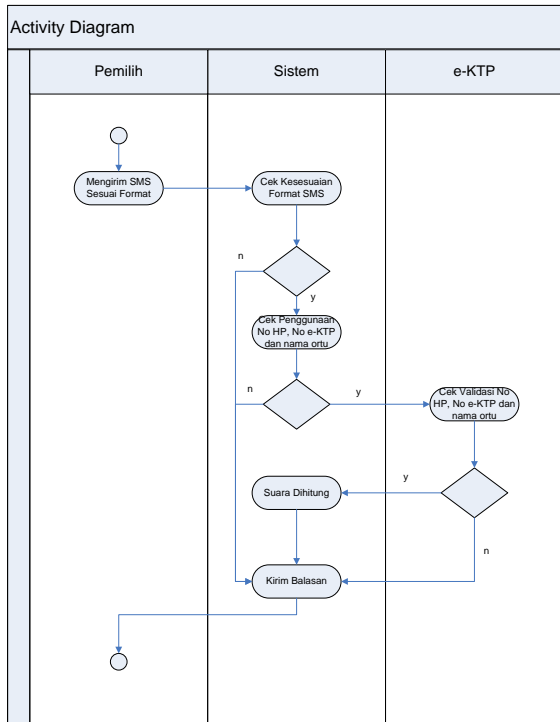 Activity Diagram
Pemilih
Sistem
e-KTP
Mengirim SMS
Sesuai Format
Cek Kesesuaian
Format SMS
n
y
Cek Penggunaan
No HP, No e-KTP
dan nama ortu
n
y
Cek Validasi No
HP, No e-KTP dan
nama ortu
Suara Dihitung
y
n
Kirim Balasan